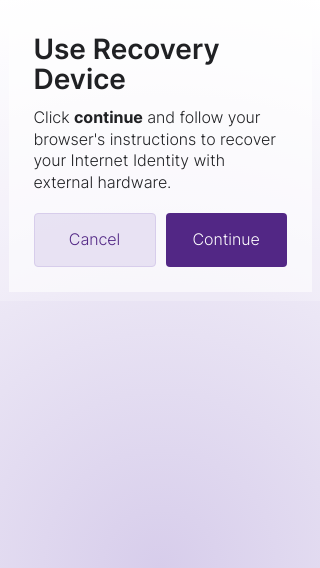 Use Recovery
Device
Click continue and follow your
browser's instructions to recover
your Internet Identity with
external hardware.
Cancel
Continue